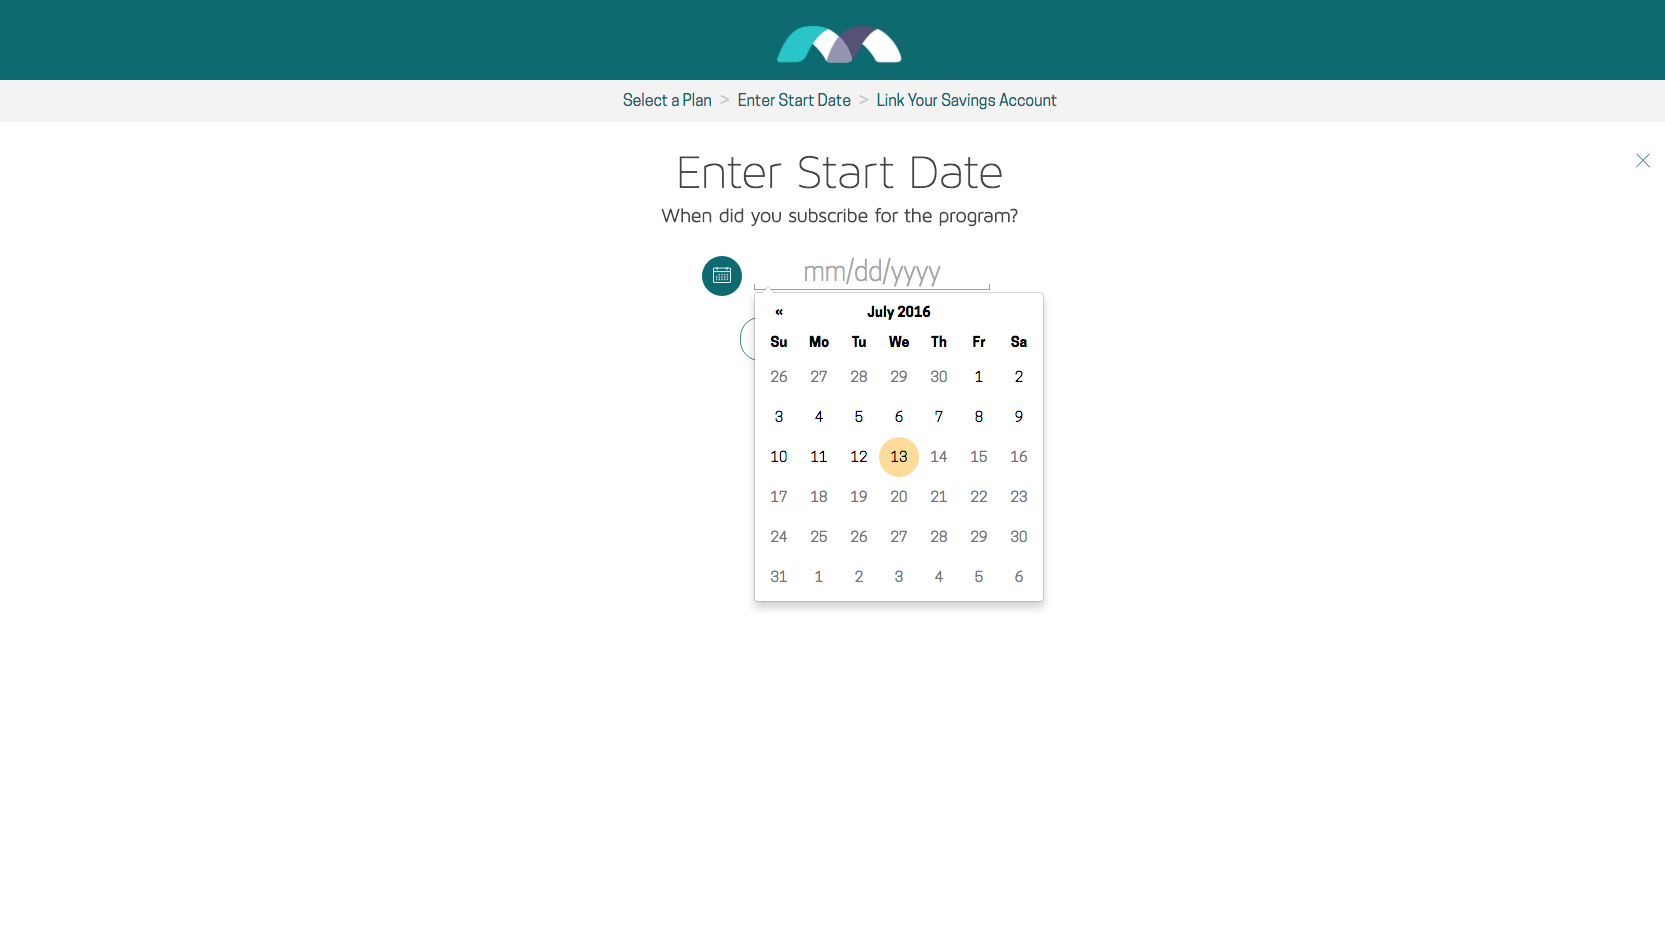 Select a Plan > Enter Start Date > Link Your Savings Account
Enter Start Date
When did you subscribe for the program?
mm/dd/yyyy
« July 2016
Su Mo Tu We Th Fr Sa
26 27 28 29 30 1 2
3 4 5 6 7 8 9
10 11 12 13 14 15 16
17 18 19 20 21 22 23
24 25 26 27 28 29 30
31 1 2 3 4 5 6